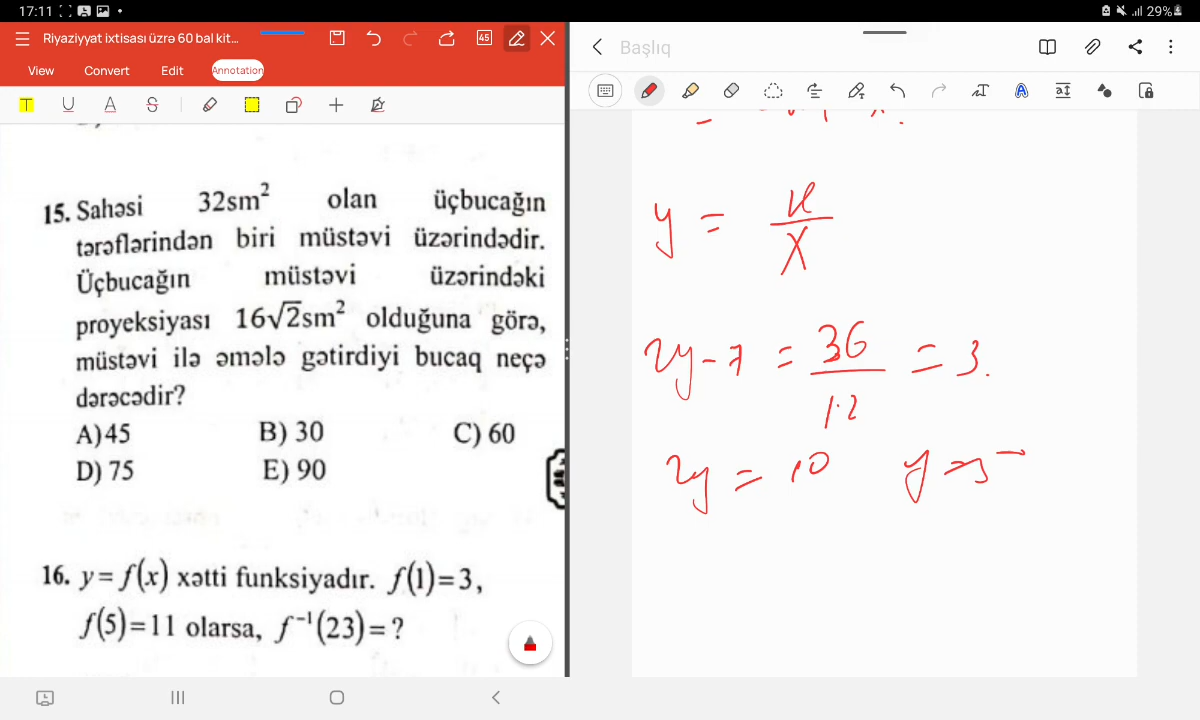 17:11
29%
Riyaziyyat ixtisası üzrə 60 bal kit...
45
View Convert Edit Annotation
15. Sahəsi 32sm² olan üçbucağın
tərəflərindən biri müstəvi üzərindədir.
Üçbucağın müstəvi üzərindəki
proyeksiyası 16√2sm² olduğuna görə,
müstəvi ilə əmələ gətirdiyi bucaq neçə
dərəcədir?
A) 45 B) 30 C) 60
D) 75 E) 90
16. y = f(x) xətti funksiyadır. f(1)=3,
f(5)=11 olarsa, f⁻¹(23)=?
Başlıq
y = k/x
2y - 7 = 36/12 = 3.
2y = 10 y = 5